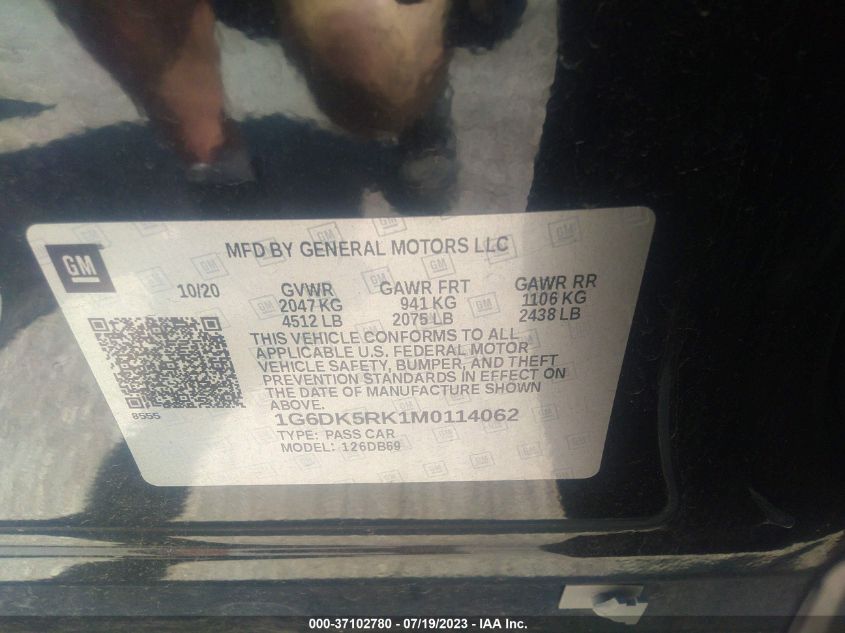 MFD BY GENERAL MOTORS LLC
GM
10/20 GVWR GAWR FRT GAWR RR
2047 KG 941 KG 1106 KG
4512 LB 2075 LB 2438 LB
THIS VEHICLE CONFORMS TO ALL
APPLICABLE U.S. FEDERAL MOTOR
VEHICLE SAFETY, BUMPER, AND THEFT
PREVENTION STANDARDS IN EFFECT ON
THE DATE OF MANUFACTURE SHOWN
ABOVE.
8555
1G6DK5RK1M0114062
TYPE: PASS CAR
MODEL: 126DB69
000-37102780 - 07/19/2023 - IAA Inc.